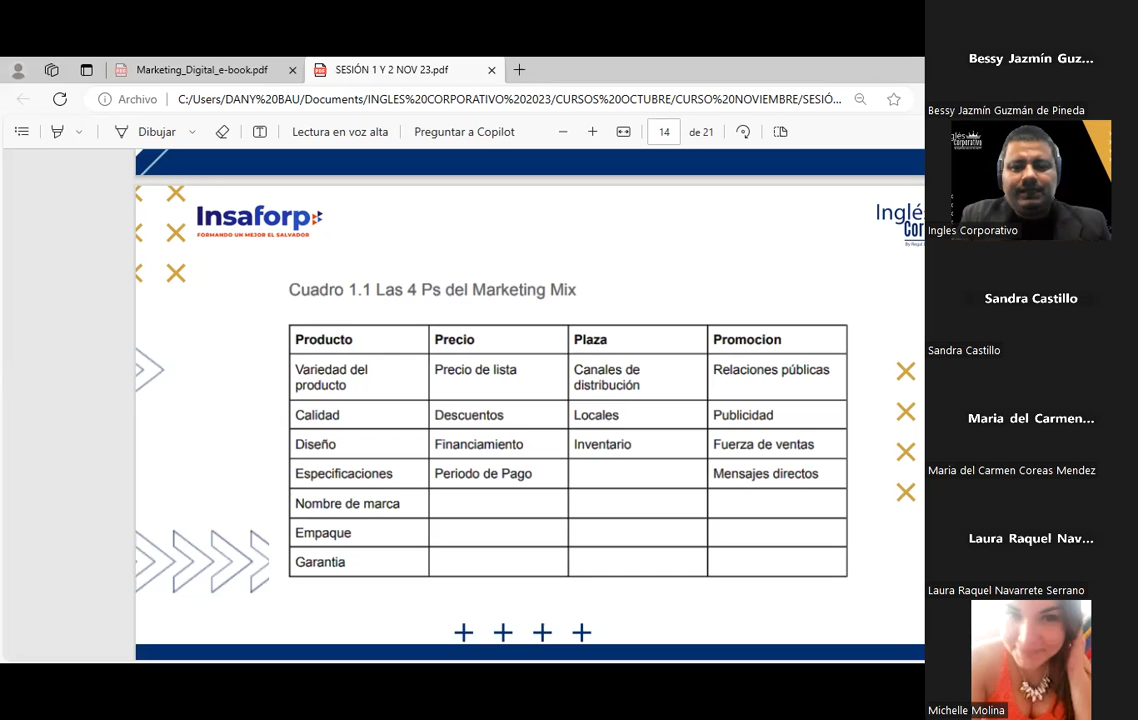 Marketing_Digital_e-book.pdf
SESIÓN 1 Y 2 NOV 23.pdf
Archivo
C:/Users/DANY%20BAU/Documents/INGLES%20CORPORATIVO%202023/CURSOS%20OCTUBRE/CURSO%20NOVIEMBRE/SESIÓ...
Dibujar
Lectura en voz alta
Preguntar a Copilot
14
de 21
Insaforp
FORMANDO UN MEJOR EL SALVADOR
Inglés
Cor
Cuadro 1.1 Las 4 Ps del Marketing Mix
Producto Precio Plaza Promocion
Variedad del producto Precio de lista Canales de distribución Relaciones públicas
Calidad Descuentos Locales Publicidad
Diseño Financiamiento Inventario Fuerza de ventas
Especificaciones Periodo de Pago Mensajes directos
Nombre de marca
Empaque
Garantia
Bessy Jazmín Guz...
Bessy Jazmín Guzmán de Pineda
Ingles Corporativo
Sandra Castillo
Sandra Castillo
Maria del Carmen...
Maria del Carmen Coreas Mendez
Laura Raquel Nav...
Laura Raquel Navarrete Serrano
Michelle Molina